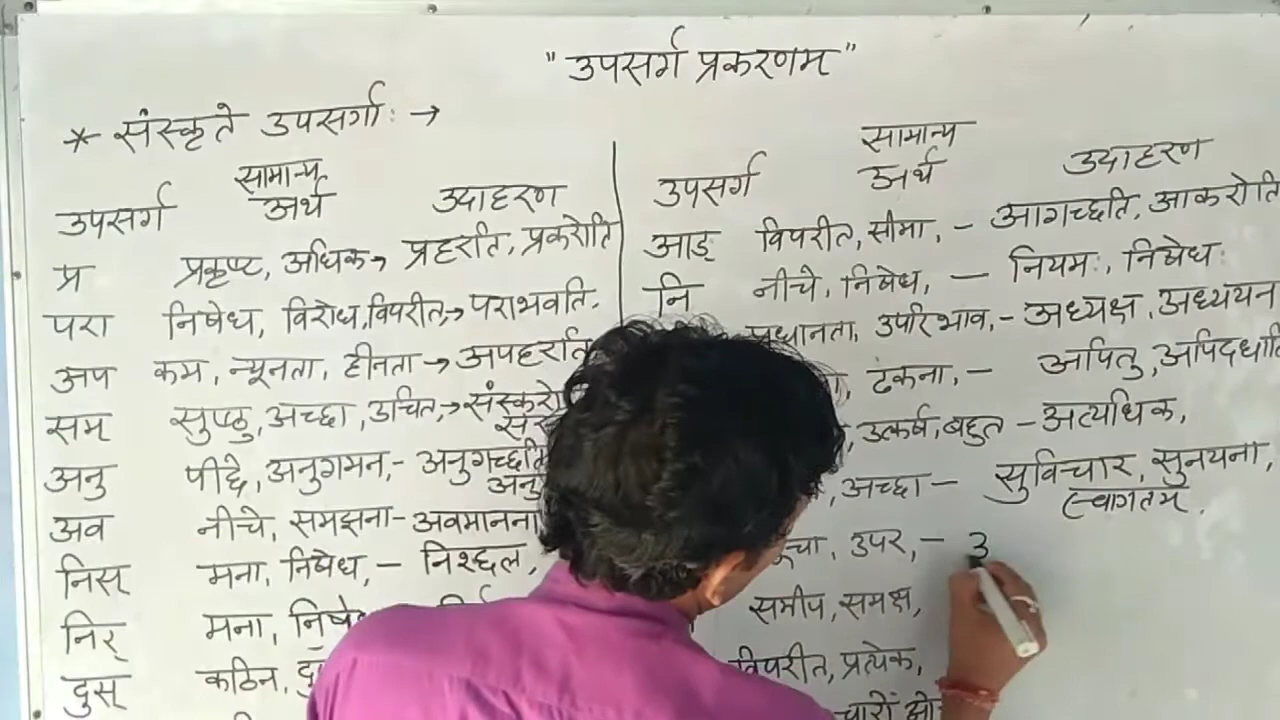 "उपसर्ग प्रकरणम"
* संस्कृते उपसर्गाः →
उपसर्ग सामान्य अर्थ उदाहरण
प्र प्रकृष्ट, अधिक→ प्रहरति, प्रकरोति
परा निषेध, विरोध, विपरीत,→ पराभवति.
अप कम, न्यूनता, हीनता → अपहरति
सम् सुष्ठु, अच्छा, उचित,→ संस्करो
अनु पीछे, अनुगमन,- अनुगच्छति
अनु
अव नीचे, समझना- अवमानना
निस् मना, निषेध,- निश्छल,
निर् मना, निषे
दुस् कठिन,
उपसर्ग सामान्य अर्थ उदाहरण
आङ् विपरीत, सीमा, - आगच्छति, आकरोति
नि नीचे, निषेध, — नियमः, निषेधः
प्रधानता, उपरिभाव,- अध्यक्ष, अध्ययन
ढकना,- अपितु, अपिदधाति
उत्कर्ष, बहुत - अत्यधिक,
अच्छा- सुविचार, सुनयना,
स्वागतम्.
उपर,- उ
समीप, समक्ष,
विपरीत, प्रत्येक,
चारों ओ